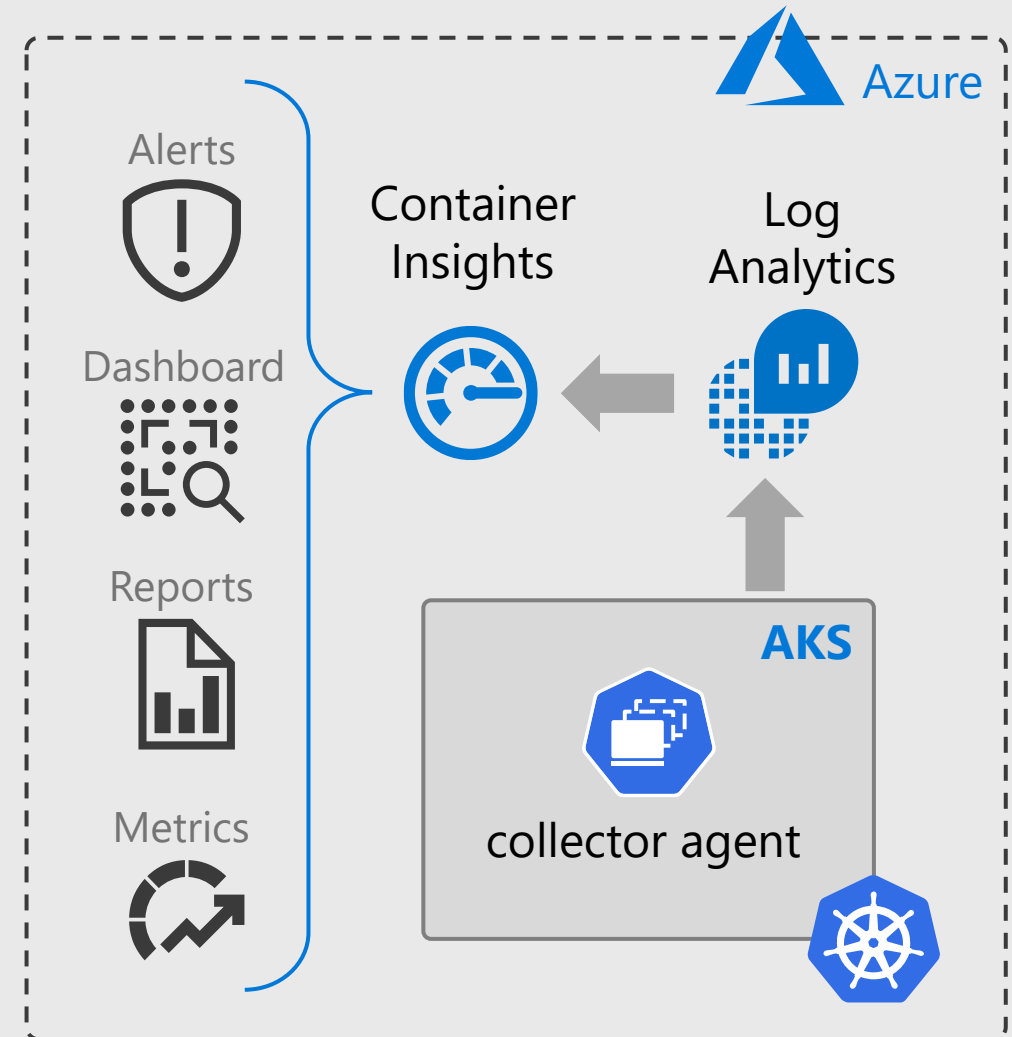 Azure
Alerts
Container
Insights
Log
Analytics
Dashboard
Reports
AKS
Metrics
collector agent